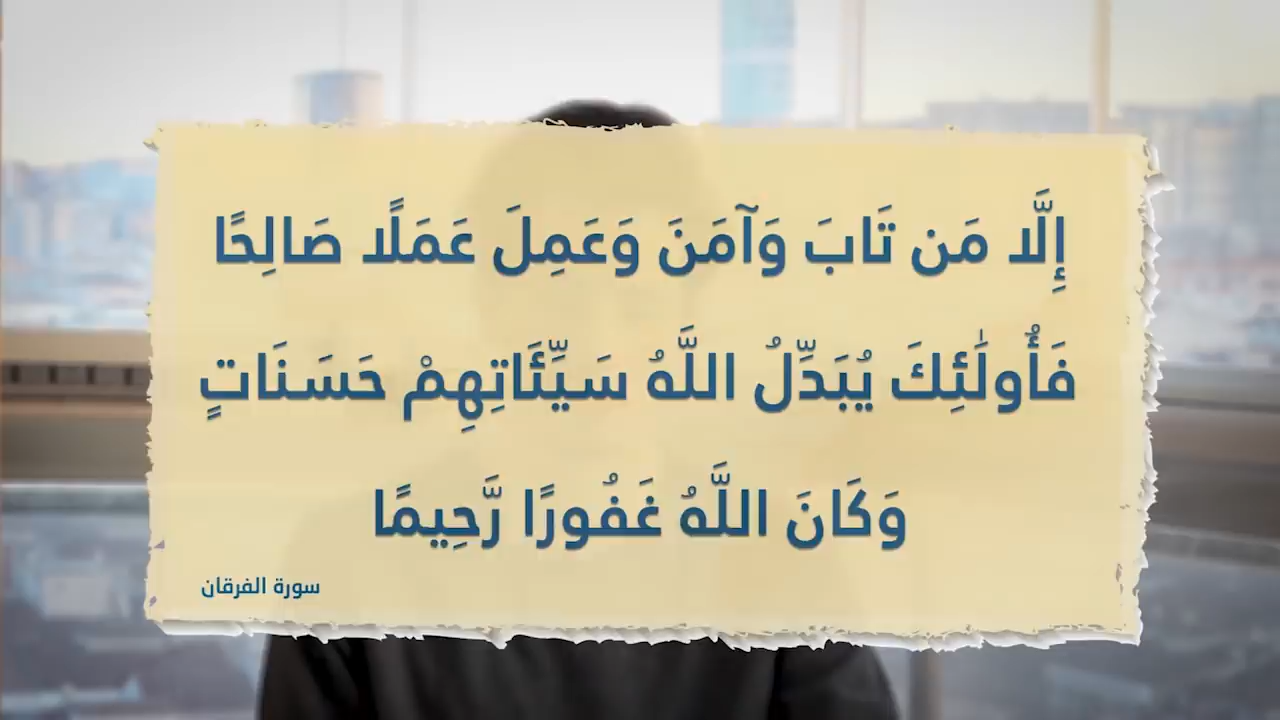 إِلَّا مَن تَابَ وَآمَنَ وَعَمِلَ عَمَلًا صَالِحًا
فَأُولَٰئِكَ يُبَدِّلُ اللَّهُ سَيِّئَاتِهِمْ حَسَنَاتٍ
وَكَانَ اللَّهُ غَفُورًا رَّحِيمًا
سورة الفرقان